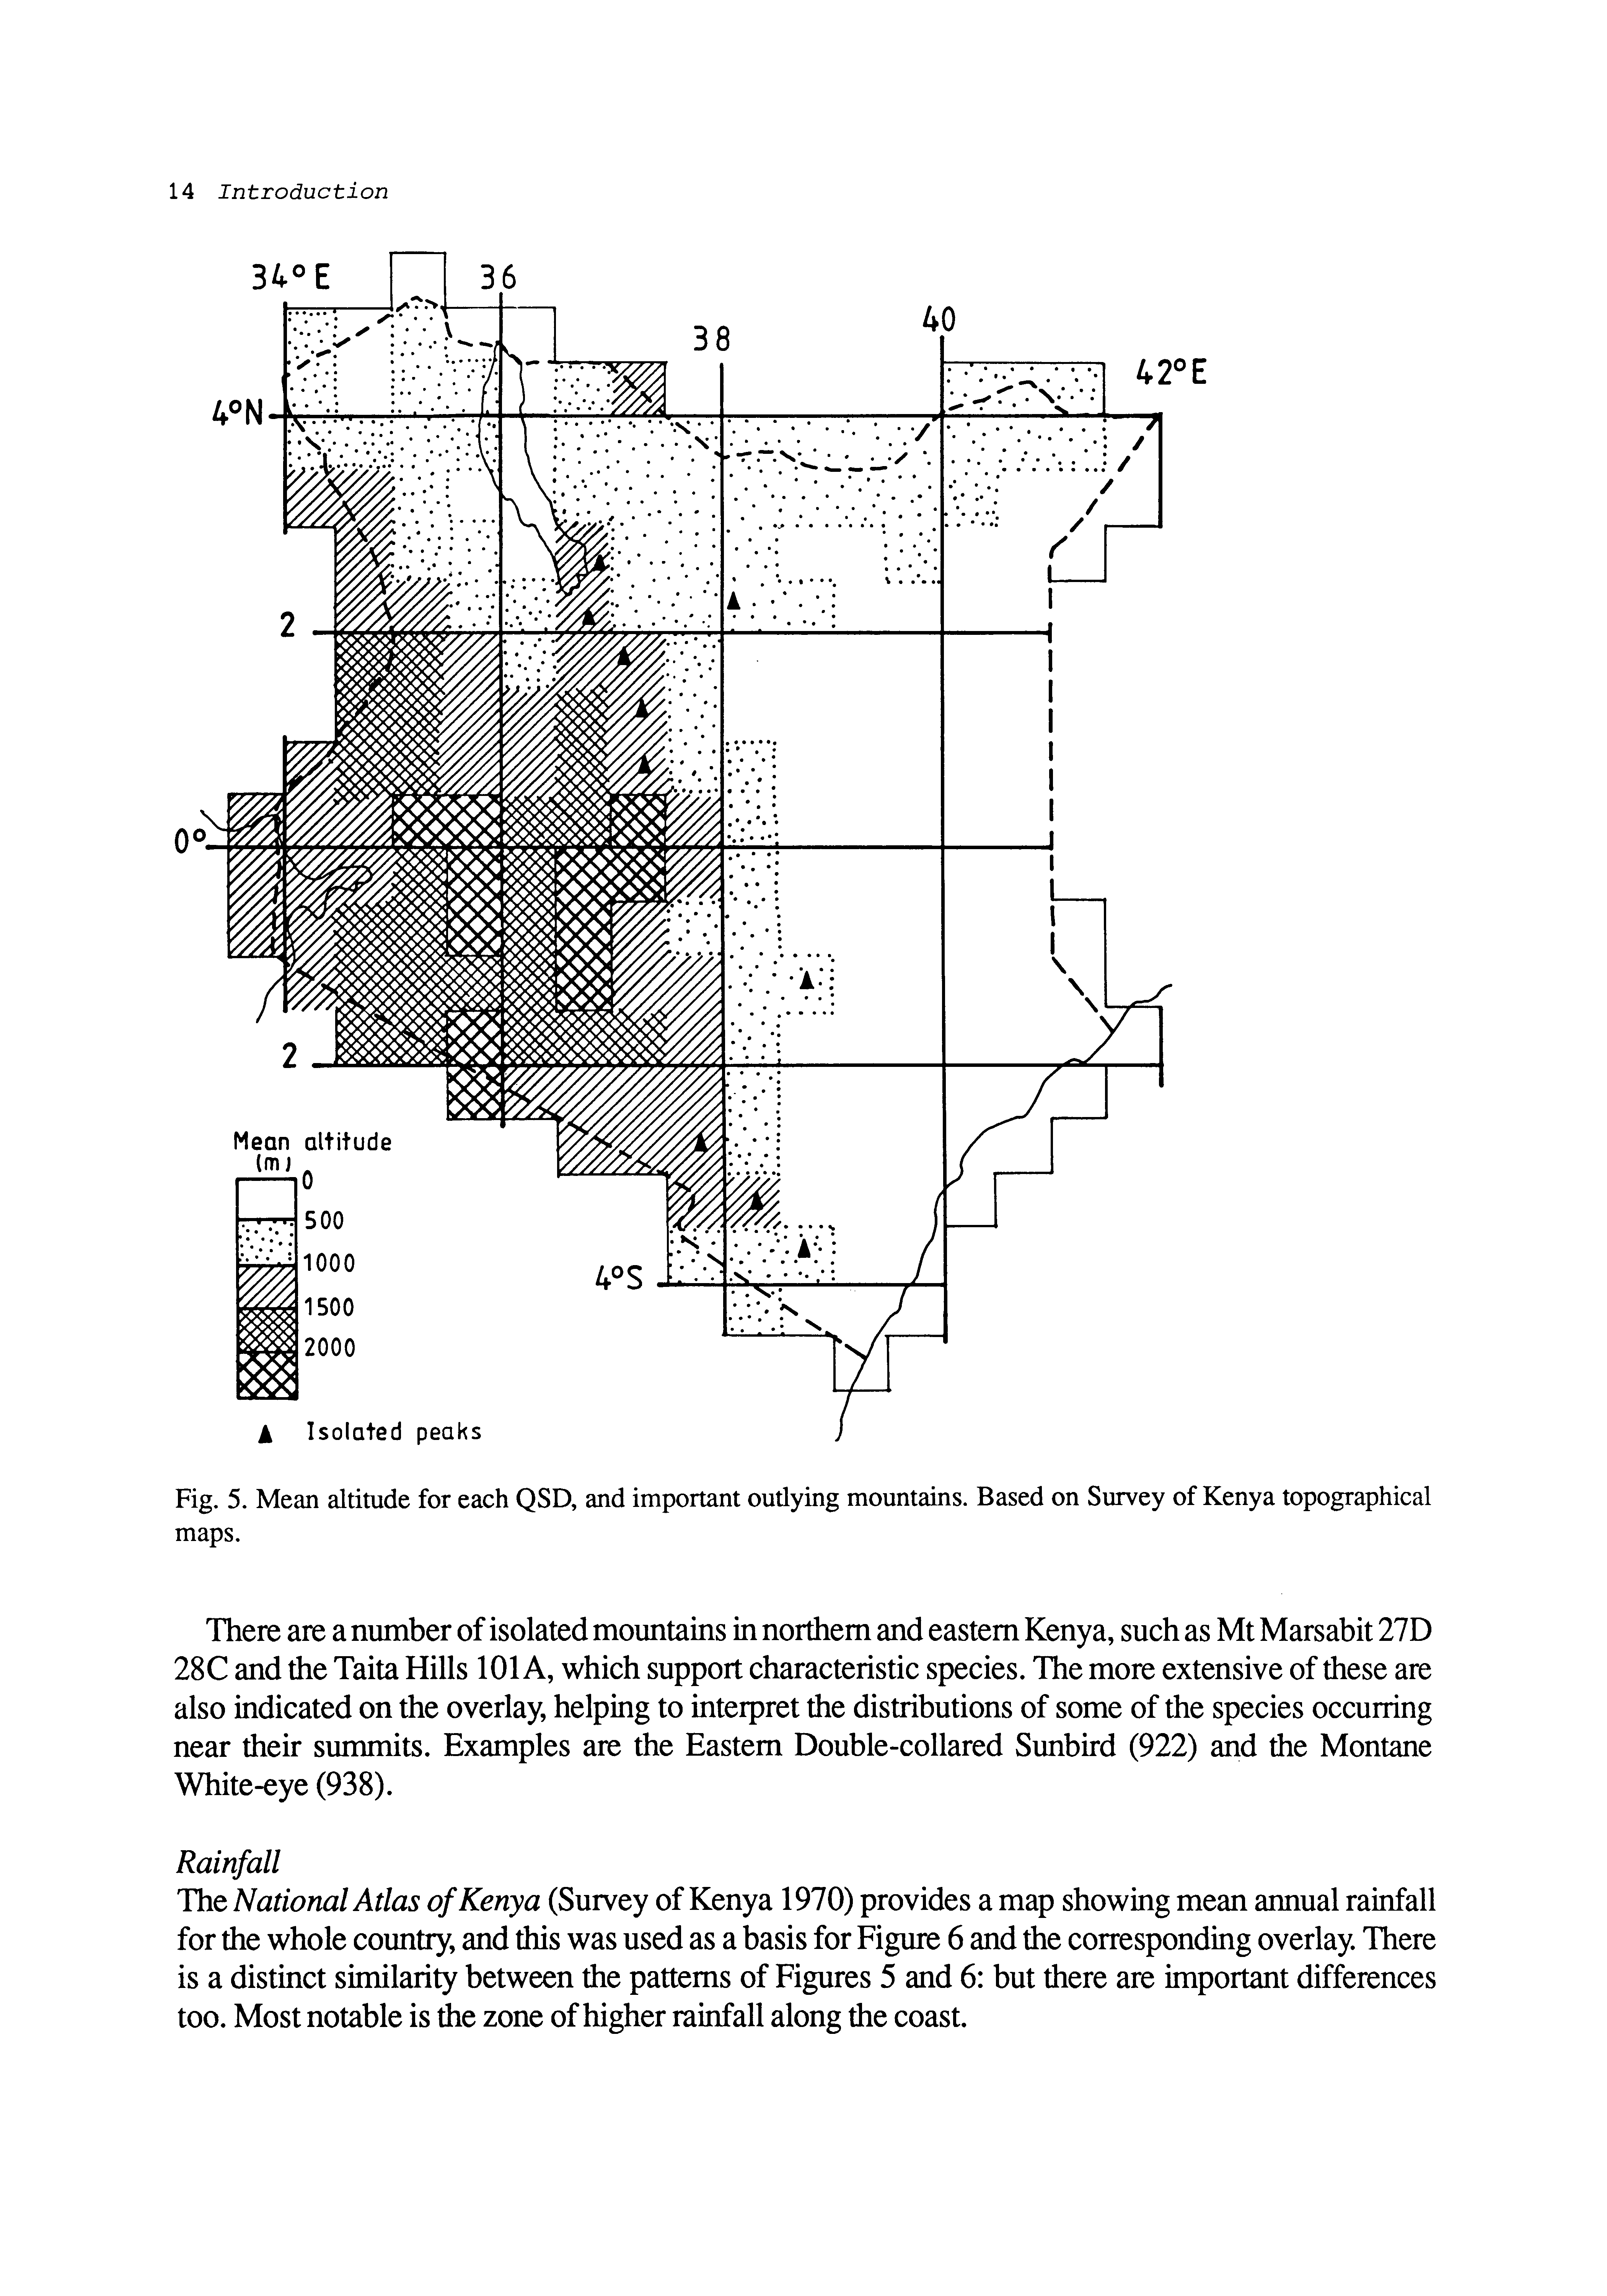 14 Introduction
34°E
36
38
40
42°E
4°N
2
0°
2
4°S
Mean altitude
(m)
0
500
1000
1500
2000
Isolated peaks
Fig. 5. Mean altitude for each QSD, and important outlying mountains. Based on Survey of Kenya topographical
maps.
There are a number of isolated mountains in northern and eastern Kenya, such as Mt Marsabit 27D
28C and the Taita Hills 101A, which support characteristic species. The more extensive of these are
also indicated on the overlay, helping to interpret the distributions of some of the species occurring
near their summits. Examples are the Eastern Double-collared Sunbird (922) and the Montane
White-eye (938).
Rainfall
The National Atlas of Kenya (Survey of Kenya 1970) provides a map showing mean annual rainfall
for the whole country, and this was used as a basis for Figure 6 and the corresponding overlay. There
is a distinct similarity between the patterns of Figures 5 and 6: but there are important differences
too. Most notable is the zone of higher rainfall along the coast.